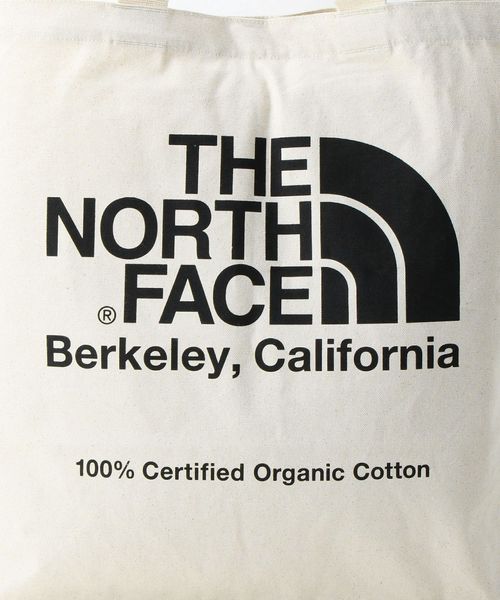 THE
NORTH
® FACE
Berkeley, California
100% Certified Organic Cotton